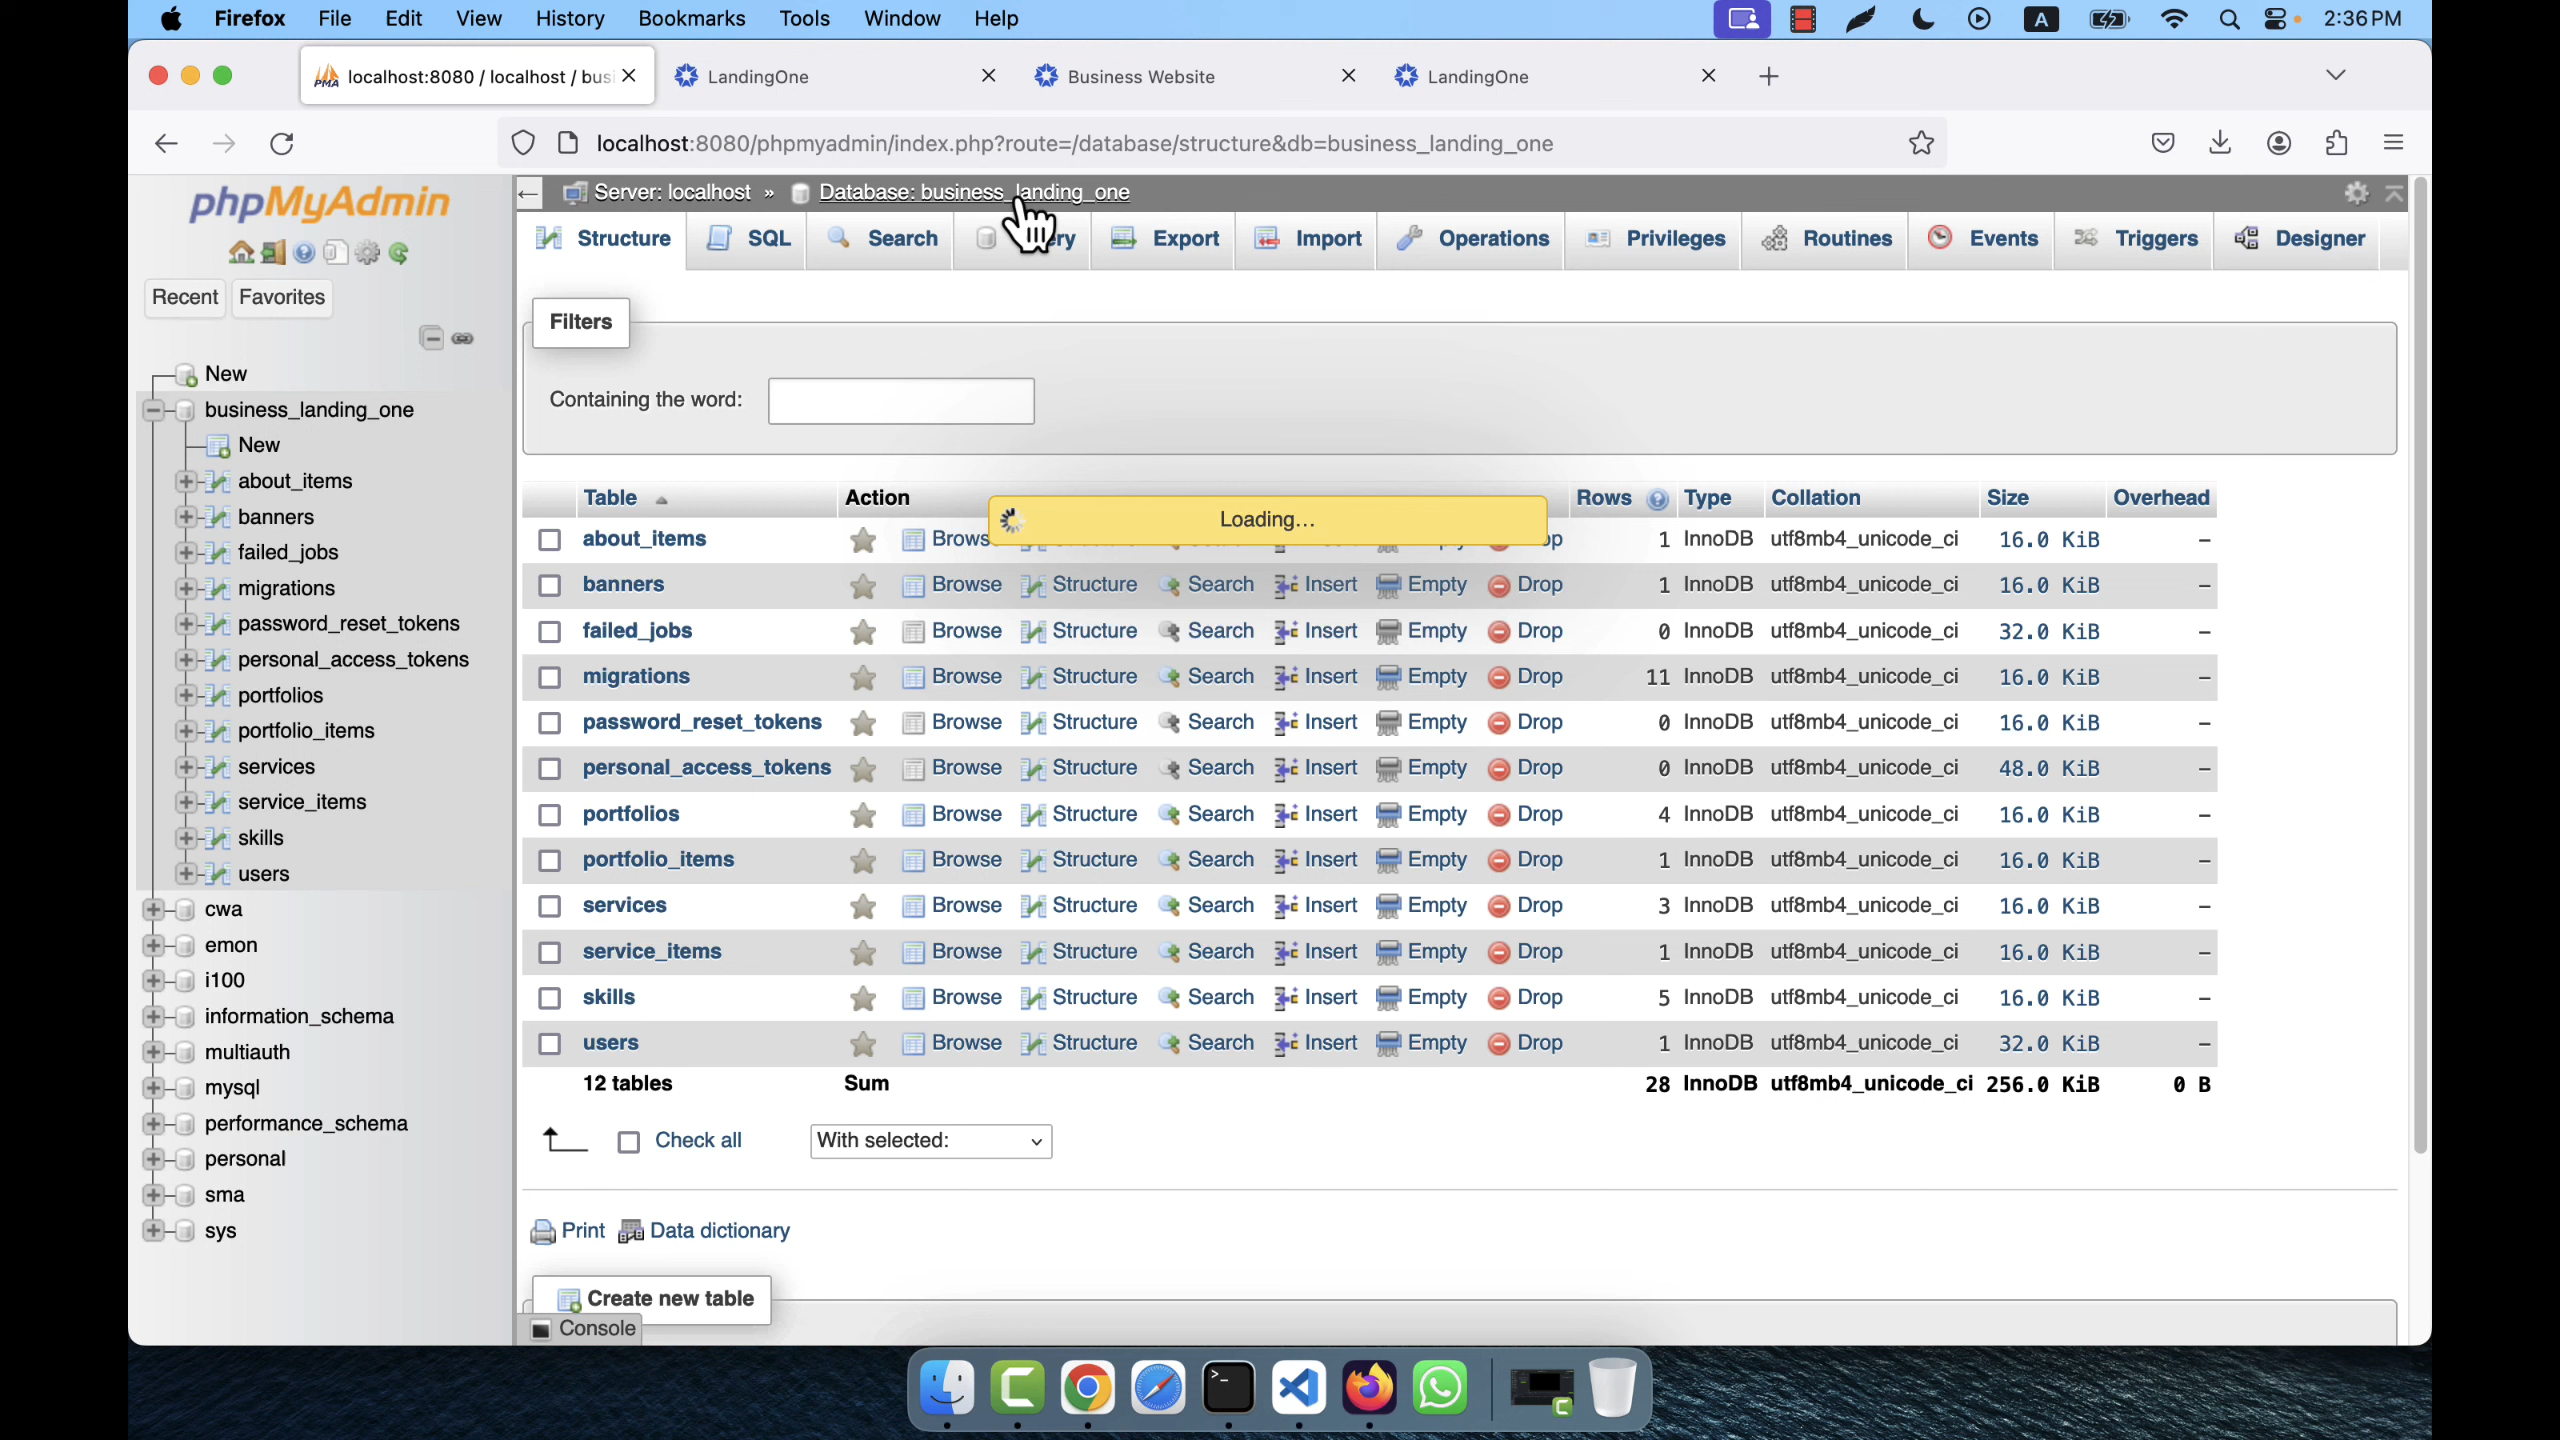 Firefox File Edit View History Bookmarks Tools Window Help A 2:36 PM
PMA localhost:8080 / localhost / busi LandingOne Business Website LandingOne
localhost:8080/phpmyadmin/index.php?route=/database/structure&db=business_landing_one
phpMyAdmin
Recent Favorites
New
business_landing_one
New
about_items
banners
failed_jobs
migrations
password_reset_tokens
personal_access_tokens
portfolios
portfolio_items
services
service_items
skills
users
cwa
emon
i100
information_schema
multiauth
mysql
performance_schema
personal
sma
sys
Server: localhost » Database: business_landing_one
Structure SQL Search Export Import Operations Privileges Routines Events Triggers Designer
Filters
Containing the word:
Table Action Rows Type Collation Size Overhead
Loading...
about_items 1 InnoDB utf8mb4_unicode_ci 16.0 KiB –
banners Browse Structure Search Insert Empty Drop 1 InnoDB utf8mb4_unicode_ci 16.0 KiB –
failed_jobs Browse Structure Search Insert Empty Drop 0 InnoDB utf8mb4_unicode_ci 32.0 KiB –
migrations Browse Structure Search Insert Empty Drop 11 InnoDB utf8mb4_unicode_ci 16.0 KiB –
password_reset_tokens Browse Structure Search Insert Empty Drop 0 InnoDB utf8mb4_unicode_ci 16.0 KiB –
personal_access_tokens Browse Structure Search Insert Empty Drop 0 InnoDB utf8mb4_unicode_ci 48.0 KiB –
portfolios Browse Structure Search Insert Empty Drop 4 InnoDB utf8mb4_unicode_ci 16.0 KiB –
portfolio_items Browse Structure Search Insert Empty Drop 1 InnoDB utf8mb4_unicode_ci 16.0 KiB –
services Browse Structure Search Insert Empty Drop 3 InnoDB utf8mb4_unicode_ci 16.0 KiB –
service_items Browse Structure Search Insert Empty Drop 1 InnoDB utf8mb4_unicode_ci 16.0 KiB –
skills Browse Structure Search Insert Empty Drop 5 InnoDB utf8mb4_unicode_ci 16.0 KiB –
users Browse Structure Search Insert Empty Drop 1 InnoDB utf8mb4_unicode_ci 32.0 KiB –
12 tables Sum 28 InnoDB utf8mb4_unicode_ci 256.0 KiB 0 B
Check all With selected:
Print Data dictionary
Create new table
Console